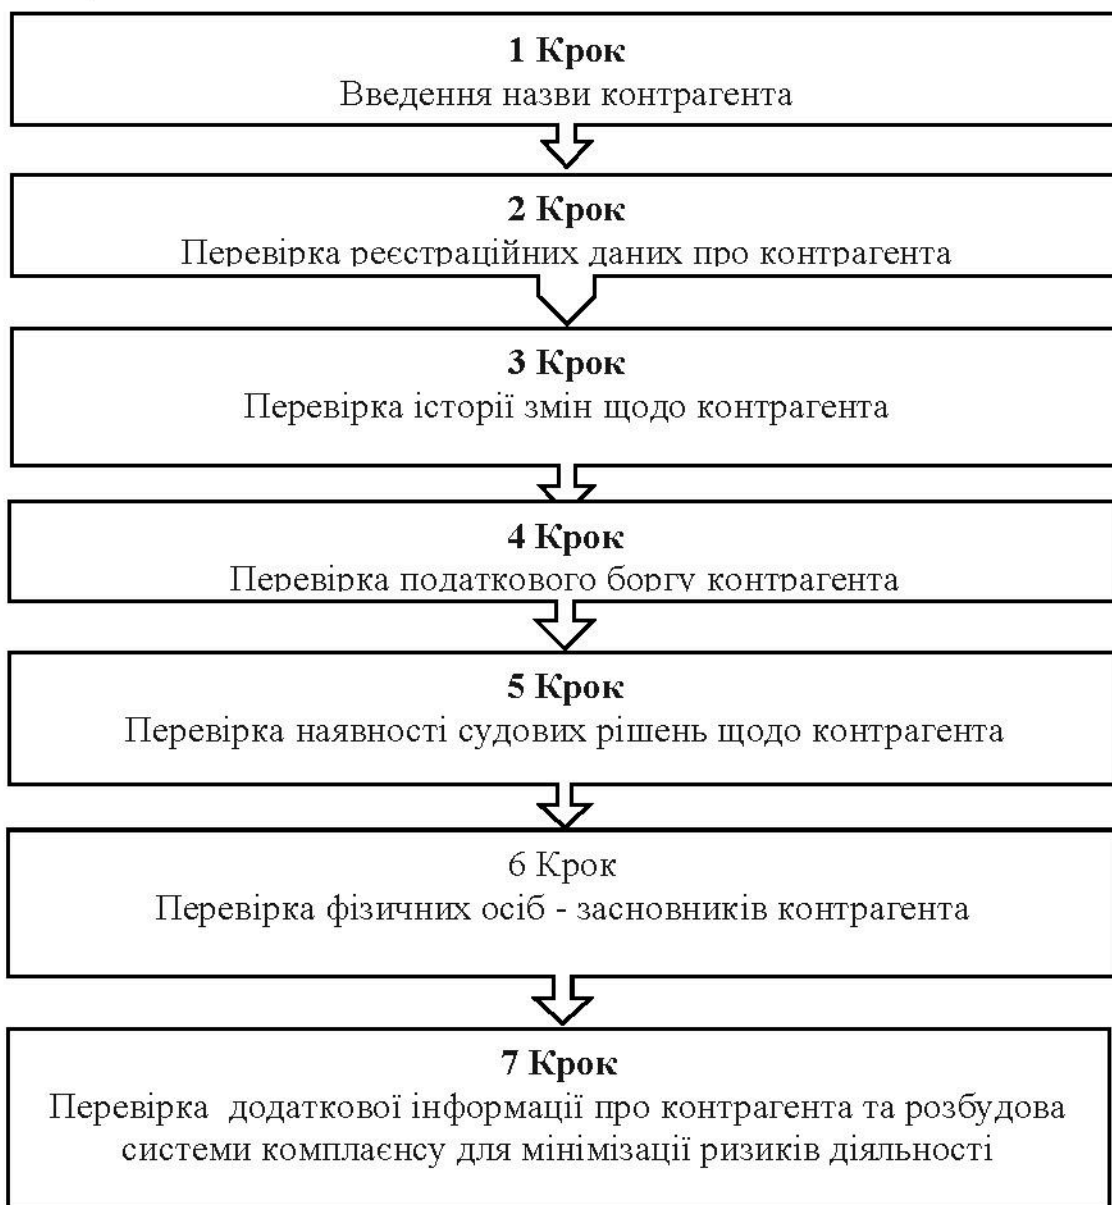 1 Крок
Введення назви контрагента
2 Крок
Перевірка реєстраційних даних про контрагента
3 Крок
Перевірка історії змін щодо контрагента
4 Крок
Перевірка податкового боргу контрагента
5 Крок
Перевірка наявності судових рішень щодо контрагента
6 Крок
Перевірка фізичних осіб - засновників контрагента
7 Крок
Перевірка додаткової інформації про контрагента та розбудова
системи комплаєнсу для мінімізації ризиків діяльності